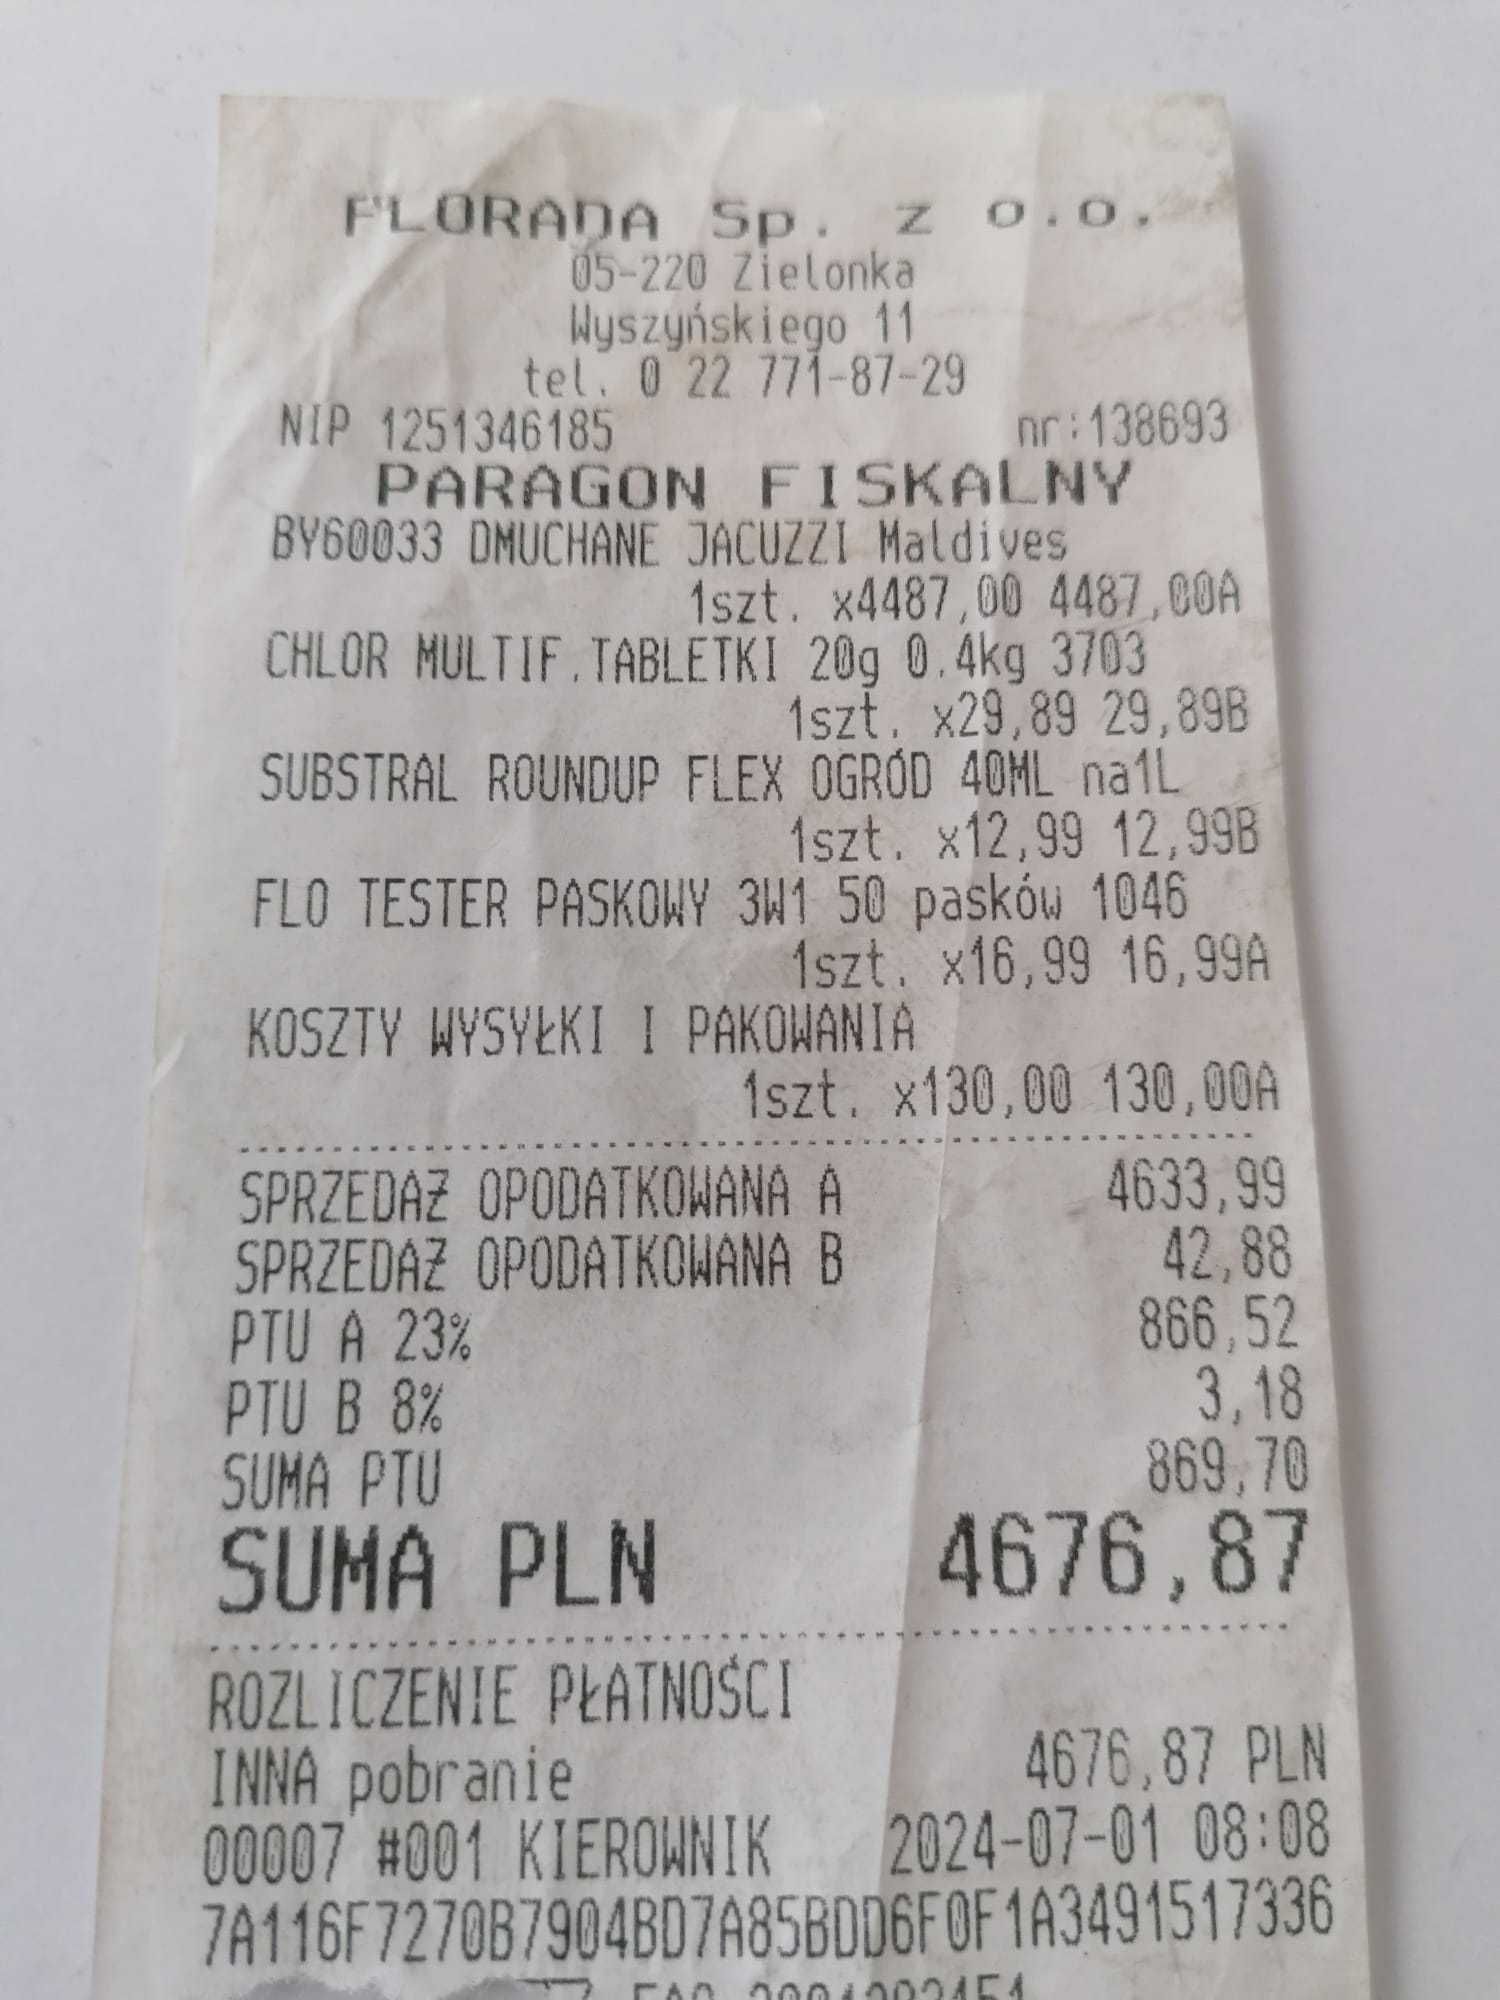 FLORADA Sp. z o.o.
05-220 Zielonka
Wyszyńskiego 11
tel. 0 22 771-87-29
NIP 1251346185 nr:138693
PARAGON FISKALNY
BY60033 DMUCHANE JACUZZI Maldives
1szt. x4487,00 4487,00A
CHLOR MULTIF.TABLETKI 20g 0.4kg 3703
1szt. x29,89 29,89B
SUBSTRAL ROUNDUP FLEX OGRÓD 40ML na1L
1szt. x12,99 12,99B
FLO TESTER PASKOWY 3W1 50 pasków 1046
1szt. x16,99 16,99A
KOSZTY WYSYŁKI I PAKOWANIA
1szt. x130,00 130,00A
SPRZEDAŻ OPODATKOWANA A 4633,99
SPRZEDAŻ OPODATKOWANA B 42,88
PTU A 23% 866,52
PTU B 8% 3,18
SUMA PTU 869,70
SUMA PLN 4676,87
ROZLICZENIE PŁATNOŚCI
INNA pobranie 4676,87 PLN
00007 #001 KIEROWNIK 2024-07-01 08:08
7A116F7270B7904BD7A85BDD6F0F1A3491517336